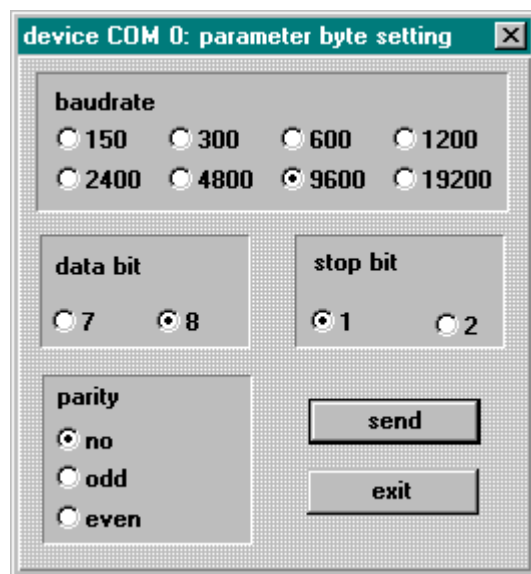 device COM 0: parameter byte setting
baudrate
150 300 600 1200
2400 4800 9600 19200
data bit
7 8
stop bit
1 2
parity
no
odd
even
send
exit